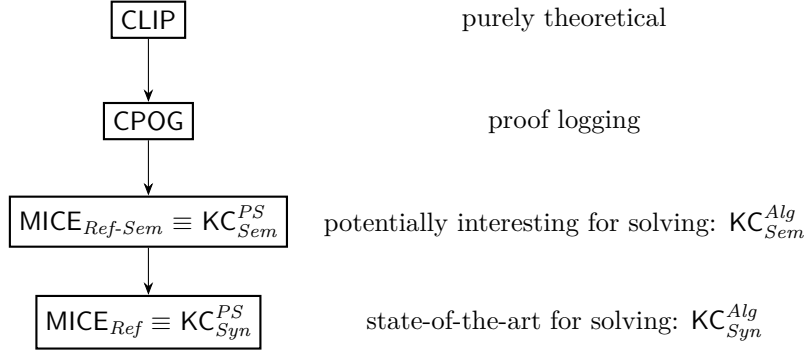 CLIP purely theoretical
CPOG proof logging
MICE_{Ref-Sem} ≡ KC^{PS}_{Sem} potentially interesting for solving: KC^{Alg}_{Sem}
MICE_{Ref} ≡ KC^{PS}_{Syn} state-of-the-art for solving: KC^{Alg}_{Syn}